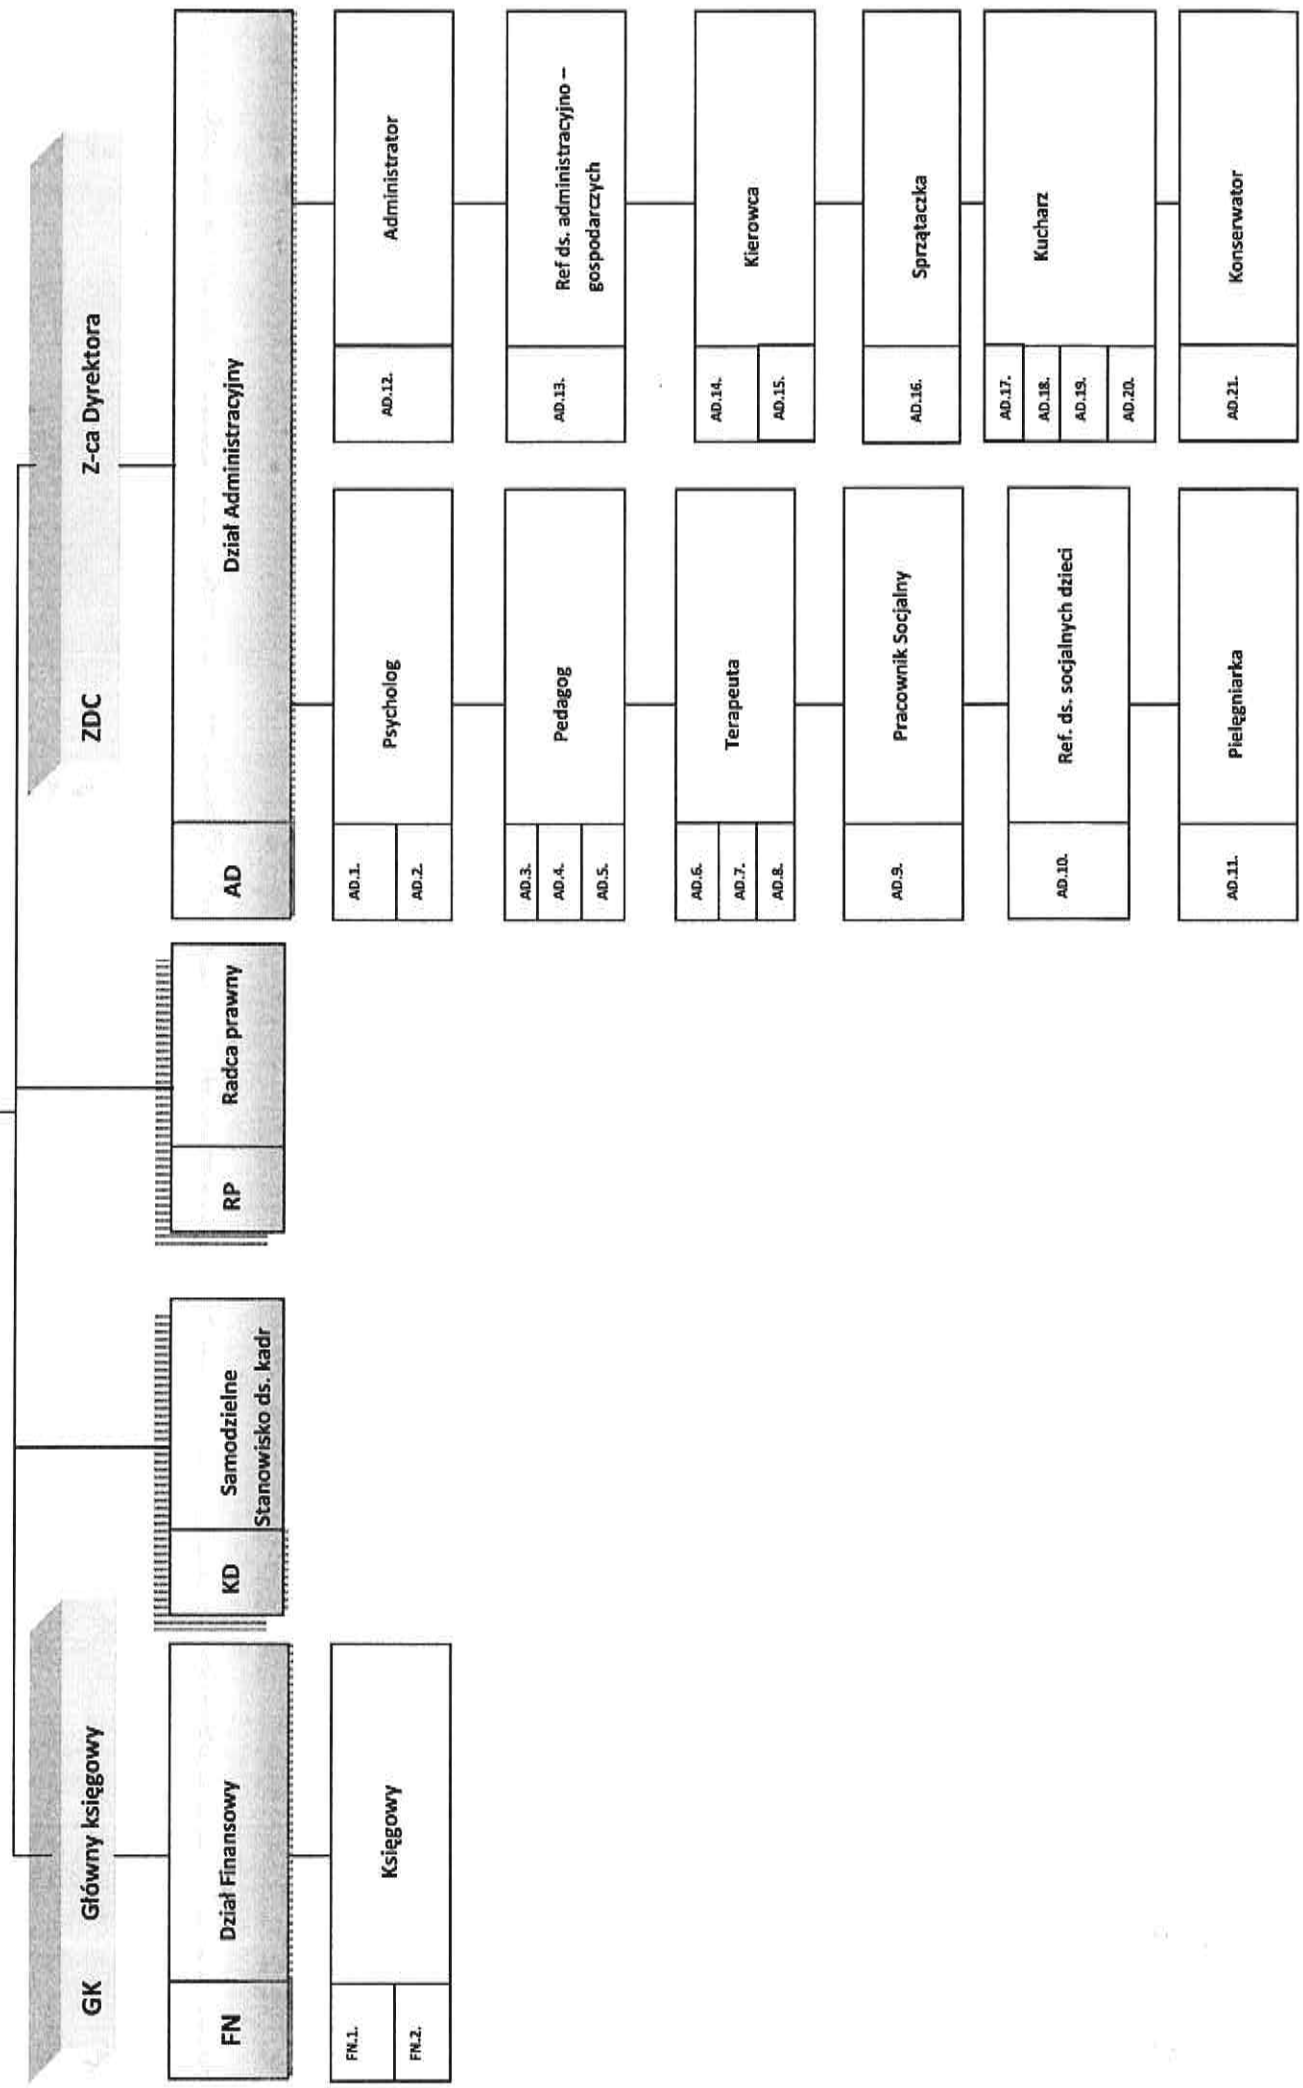 GK Główny księgowy
ZDC Z-ca Dyrektora
FN Dział Finansowy
KD Samodzielne
Stanowisko ds. kadr
RP Radca prawny
AD Dział Administracyjny
FN.1.
FN.2.
Księgowy
AD.1.
AD.2.
Psycholog
AD.3.
AD.4.
AD.5.
Pedagog
AD.6.
AD.7.
AD.8.
Terapeuta
AD.9.
Pracownik Socjalny
AD.10.
Ref. ds. socjalnych dzieci
AD.11.
Pielęgniarka
AD.12.
Administrator
AD.13.
Ref ds. administracyjno –
gospodarczych
AD.14.
AD.15.
Kierowca
AD.16.
Sprzątaczka
AD.17.
AD.18.
AD.19.
AD.20.
Kucharz
AD.21.
Konserwator